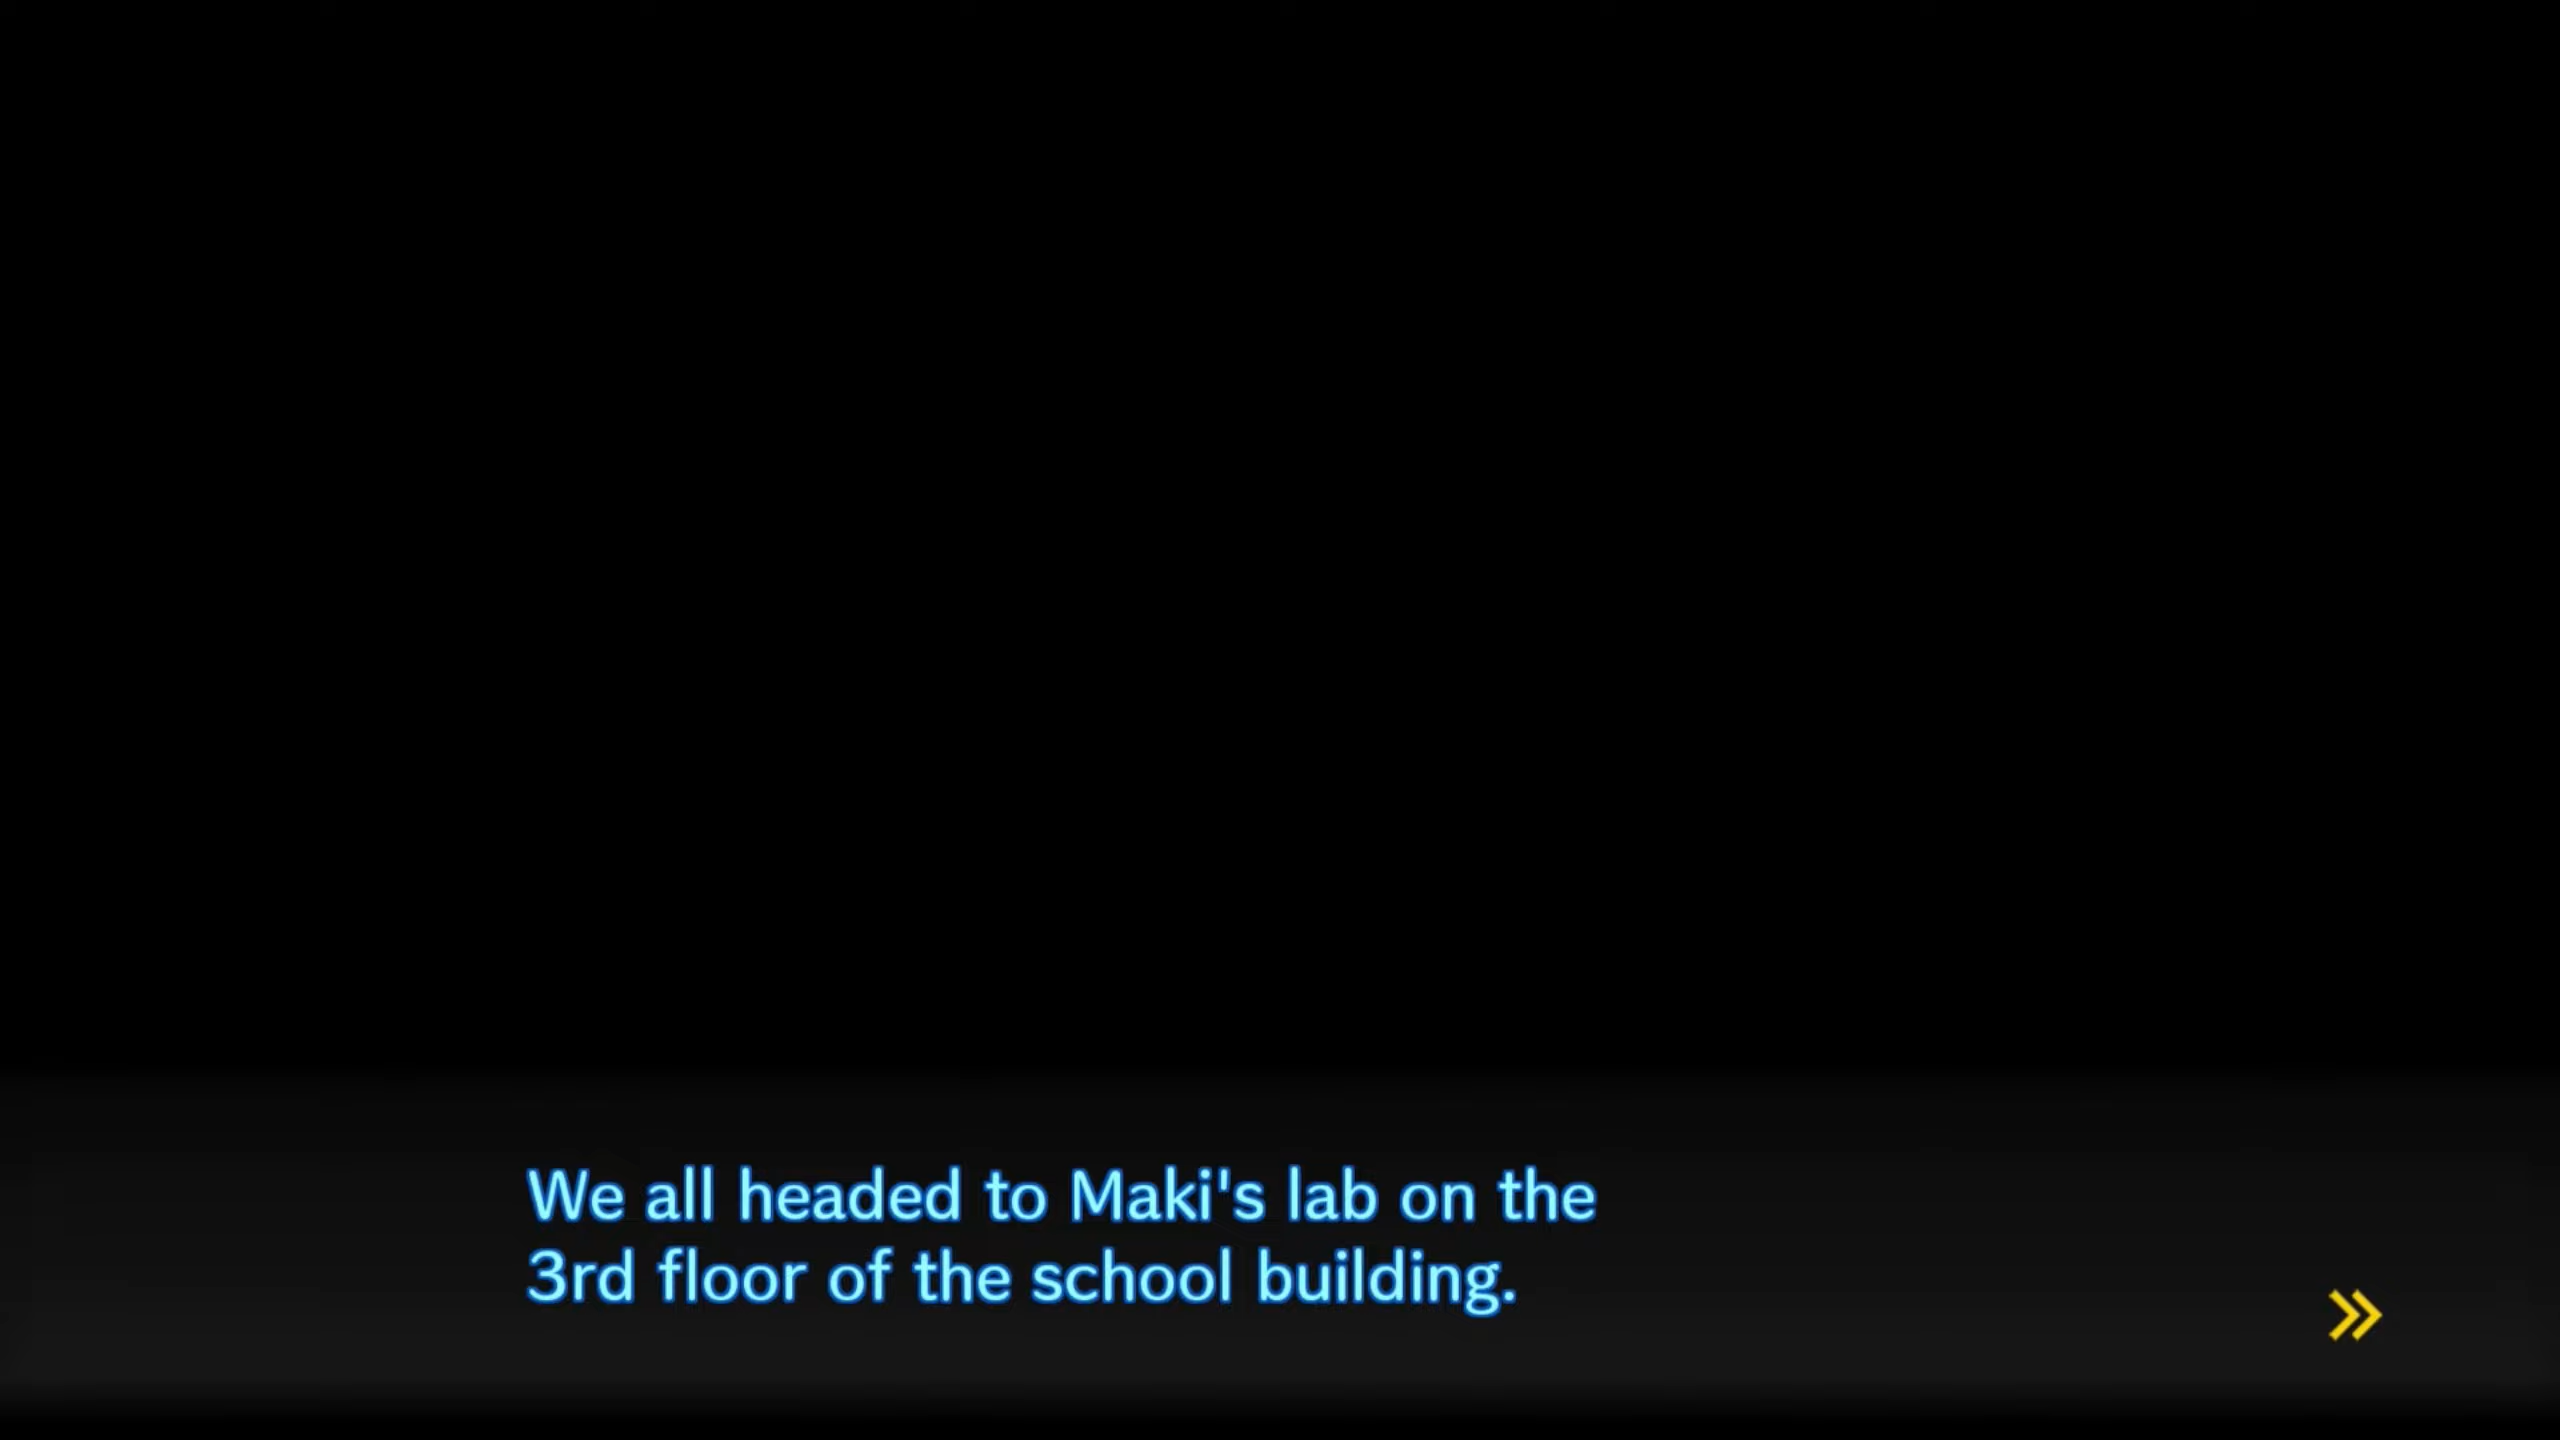 We all headed to Maki's lab on the
3rd floor of the school building.